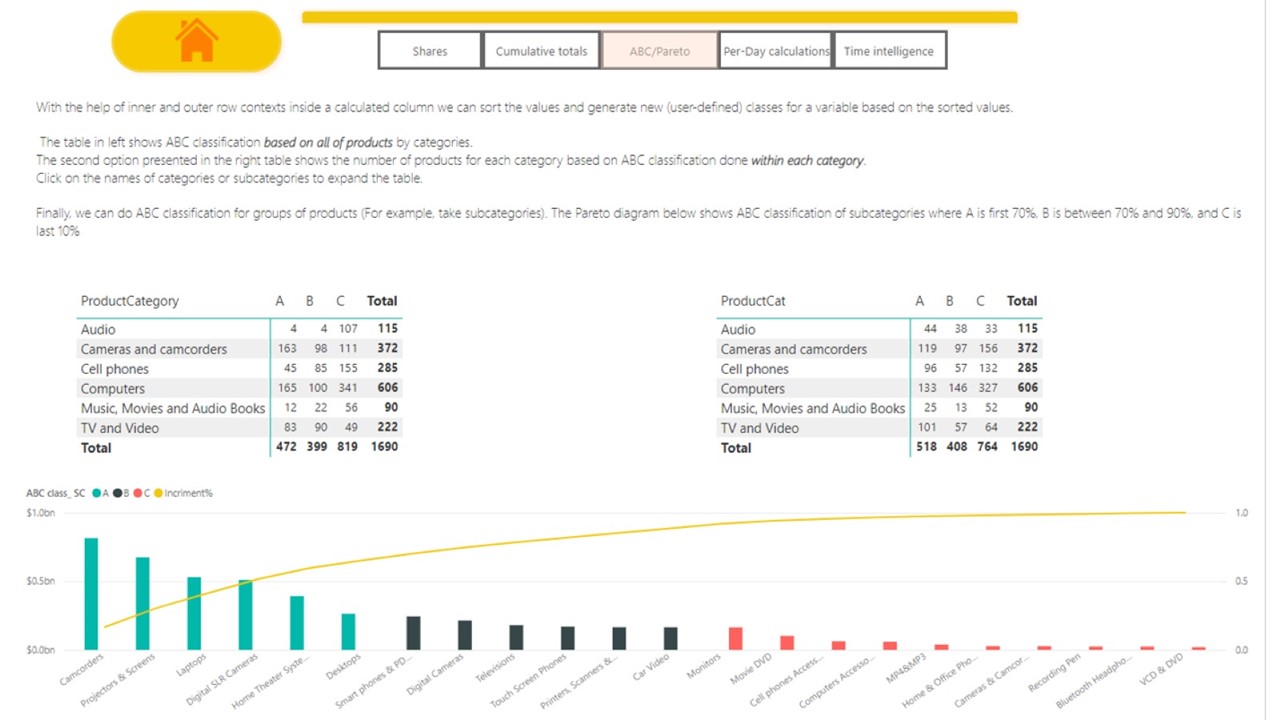 Shares
Cumulative totals
ABC/Pareto
Per-Day calculations
Time intelligence
With the help of inner and outer row contexts inside a calculated column we can sort the values and generate new (user-defined) classes for a variable based on the sorted values.
The table in left shows ABC classification based on all of products by categories.
The second option presented in the right table shows the number of products for each category based on ABC classification done within each category.
Click on the names of categories or subcategories to expand the table.
Finally, we can do ABC classification for groups of products (For example, take subcategories). The Pareto diagram below shows ABC classification of subcategories where A is first 70%, B is between 70% and 90%, and C is
last 10%
ProductCategory A B C Total
Audio 4 4 107 115
Cameras and camcorders 163 98 111 372
Cell phones 45 85 155 285
Computers 165 100 341 606
Music, Movies and Audio Books 12 22 56 90
TV and Video 83 90 49 222
Total 472 399 819 1690
ProductCat A B C Total
Audio 44 38 33 115
Cameras and camcorders 119 97 156 372
Cell phones 96 57 132 285
Computers 133 146 327 606
Music, Movies and Audio Books 25 13 52 90
TV and Video 101 57 64 222
Total 518 408 764 1690
ABC class_ SC A B C Incriment%
$1.0bn 1.0
$0.5bn 0.5
$0.0bn 0.0
Camcorders
Projectors & Screens
Laptops
Digital SLR Cameras
Home Theater Syste...
Desktops
Smart phones & PD...
Digital Cameras
Televisions
Touch Screen Phones
Printers, Scanners &...
Car Video
Monitors
Movie DVD
Cell phones Access...
Computers Accesso...
MP4&MP3
Home & Office Pho...
Cameras & Camcor...
Recording Pen
Bluetooth Headpho...
VCD & DVD